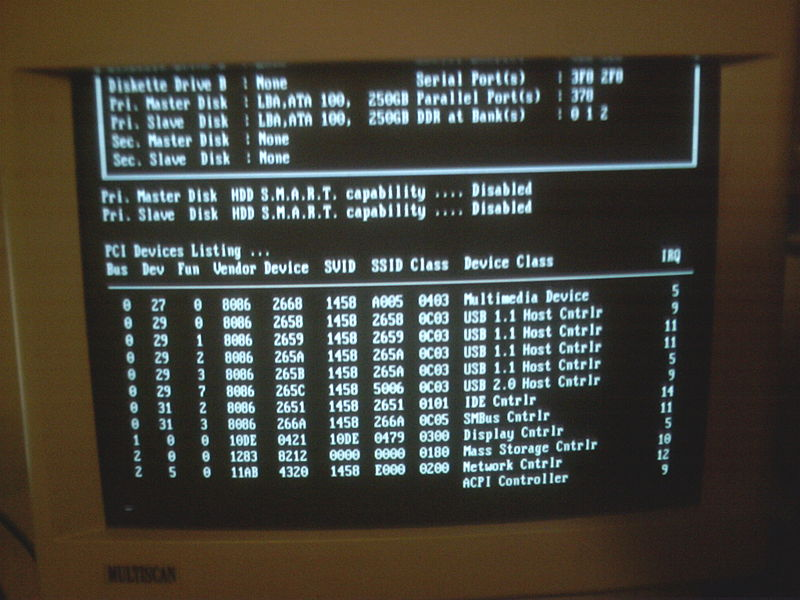 Diskette Drive B : None Serial Port(s) : 3F8 2F8
Pri. Master Disk : LBA,ATA 100, 250GB Parallel Port(s) : 378
Pri. Slave Disk : LBA,ATA 100, 250GB DDR at Bank(s) : 0 1 2
Sec. Master Disk : None
Sec. Slave Disk : None
Pri. Master Disk HDD S.M.A.R.T. capability .... Disabled
Pri. Slave Disk HDD S.M.A.R.T. capability .... Disabled
PCI Devices Listing ...
Bus Dev Fun Vendor Device SVID SSID Class Device Class IRQ
0 27 0 8086 2668 1458 A005 0403 Multimedia Device 5
0 29 0 8086 2658 1458 2658 0C03 USB 1.1 Host Cntrlr 9
0 29 1 8086 2659 1458 2659 0C03 USB 1.1 Host Cntrlr 11
0 29 2 8086 265A 1458 265A 0C03 USB 1.1 Host Cntrlr 11
0 29 3 8086 265B 1458 265A 0C03 USB 1.1 Host Cntrlr 5
0 29 7 8086 265C 1458 5006 0C03 USB 2.0 Host Cntrlr 9
0 31 2 8086 2651 1458 2651 0101 IDE Cntrlr 14
0 31 3 8086 266A 1458 266A 0C05 SMBus Cntrlr 11
1 0 0 10DE 0421 10DE 0479 0300 Display Cntrlr 5
2 0 0 1283 8212 0000 0000 0180 Mass Storage Cntrlr 10
2 5 0 11AB 4320 1458 E000 0200 Network Cntrlr 12
ACPI Controller 9
MULTISCAN